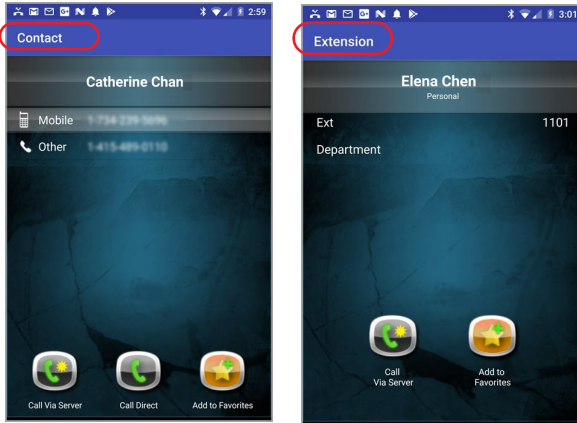 2:59
Contact
Catherine Chan
Mobile
Other
Call Via Server
Call Direct
Add to Favorites
3:01
Extension
Elena Chen
Personal
Ext 1101
Department
Call
Via Server
Add to
Favorites